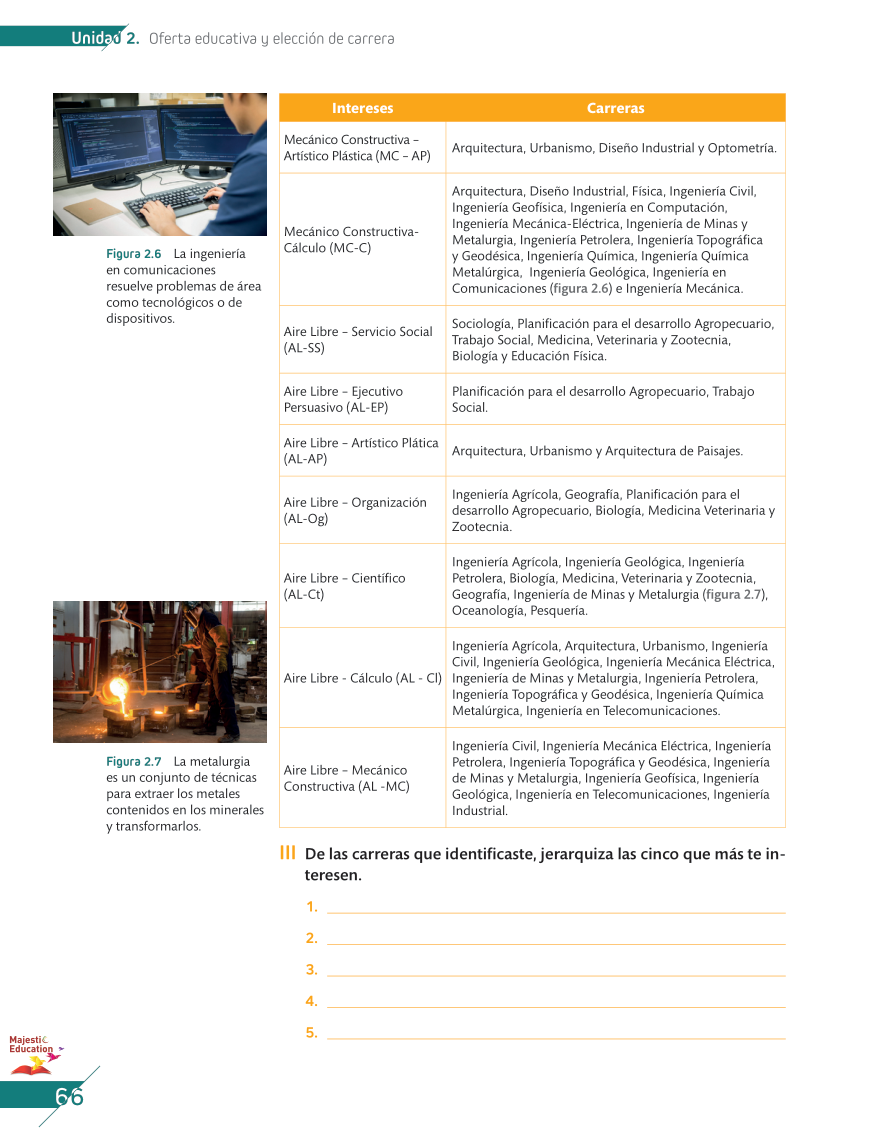 Unidad 2. Oferta educativa y elección de carrera
Figura 2.6 La ingeniería
en comunicaciones
resuelve problemas de área
como tecnológicos o de
dispositivos.
Figura 2.7 La metalurgia
es un conjunto de técnicas
para extraer los metales
contenidos en los minerales
y transformarlos.
Intereses Carreras
Mecánico Constructiva –
Artístico Plástica (MC – AP)
Arquitectura, Urbanismo, Diseño Industrial y Optometría.
Mecánico Constructiva-
Cálculo (MC-C)
Arquitectura, Diseño Industrial, Física, Ingeniería Civil,
Ingeniería Geofísica, Ingeniería en Computación,
Ingeniería Mecánica-Eléctrica, Ingeniería de Minas y
Metalurgia, Ingeniería Petrolera, Ingeniería Topográfica
y Geodésica, Ingeniería Química, Ingeniería Química
Metalúrgica, Ingeniería Geológica, Ingeniería en
Comunicaciones (figura 2.6) e Ingeniería Mecánica.
Aire Libre – Servicio Social
(AL-SS)
Sociología, Planificación para el desarrollo Agropecuario,
Trabajo Social, Medicina, Veterinaria y Zootecnia,
Biología y Educación Física.
Aire Libre – Ejecutivo
Persuasivo (AL-EP)
Planificación para el desarrollo Agropecuario, Trabajo
Social.
Aire Libre – Artístico Plática
(AL-AP)
Arquitectura, Urbanismo y Arquitectura de Paisajes.
Aire Libre – Organización
(AL-Og)
Ingeniería Agrícola, Geografía, Planificación para el
desarrollo Agropecuario, Biología, Medicina Veterinaria y
Zootecnia.
Aire Libre – Científico
(AL-Ct)
Ingeniería Agrícola, Ingeniería Geológica, Ingeniería
Petrolera, Biología, Medicina, Veterinaria y Zootecnia,
Geografía, Ingeniería de Minas y Metalurgia (figura 2.7),
Oceanología, Pesquería.
Aire Libre - Cálculo (AL - Cl)
Ingeniería Agrícola, Arquitectura, Urbanismo, Ingeniería
Civil, Ingeniería Geológica, Ingeniería Mecánica Eléctrica,
Ingeniería de Minas y Metalurgia, Ingeniería Petrolera,
Ingeniería Topográfica y Geodésica, Ingeniería Química
Metalúrgica, Ingeniería en Telecomunicaciones.
Aire Libre – Mecánico
Constructiva (AL -MC)
Ingeniería Civil, Ingeniería Mecánica Eléctrica, Ingeniería
Petrolera, Ingeniería Topográfica y Geodésica, Ingeniería
de Minas y Metalurgia, Ingeniería Geofísica, Ingeniería
Geológica, Ingeniería en Telecomunicaciones, Ingeniería
Industrial.
III De las carreras que identificaste, jerarquiza las cinco que más te in-
teresen.
1.
2.
3.
4.
5.
Majestic
Education
66